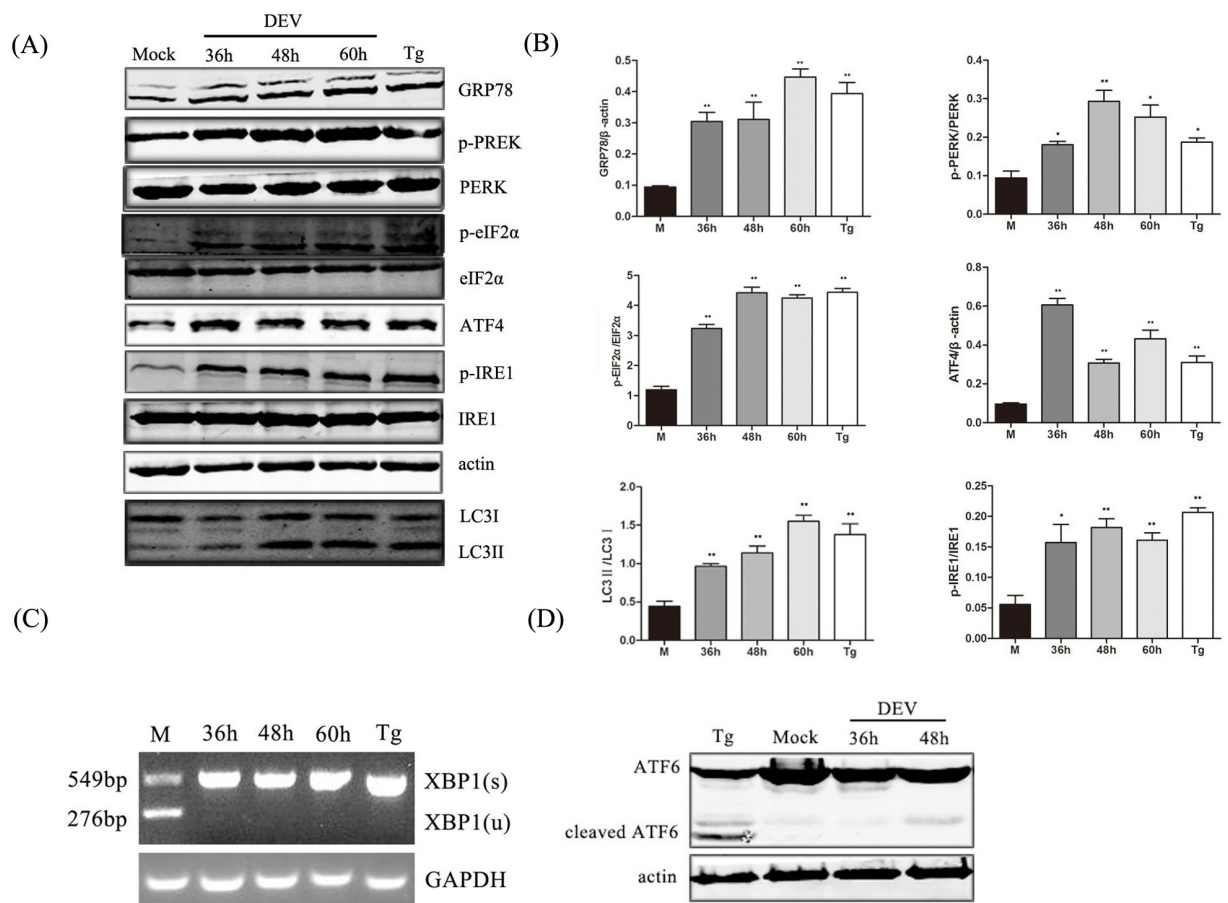 (A)
DEV
Mock 36h 48h 60h Tg
GRP78
p-PREK
PERK
p-eIF2α
eIF2α
ATF4
p-IRE1
IRE1
actin
LC3I
LC3II
(B)
GRP78/β -actin
0.5
0.4
0.3
0.2
0.1
0.0
** ** ** **
M 36h 48h 60h Tg
p-PERK/PERK
0.4
0.3
0.2
0.1
0.0
* ** * *
M 36h 48h 60h Tg
p-EIF2α/EIF2α
6
5
4
3
2
1
0
** ** ** **
M 36h 48h 60h Tg
ATF4/β -actin
0.8
0.6
0.4
0.2
0.0
** ** ** **
M 36h 48h 60h Tg
LC3Ⅱ/LC3Ⅰ
2.0
1.5
1.0
0.5
0.0
** ** ** **
M 36h 48h 60h Tg
p-IRE1/IRE1
0.25
0.20
0.15
0.10
0.05
0.00
* ** ** **
M 36h 48h 60h Tg
(C)
M 36h 48h 60h Tg
549bp XBP1(s)
276bp XBP1(u)
GAPDH
(D)
DEV
Tg Mock 36h 48h
ATF6
cleaved ATF6
actin